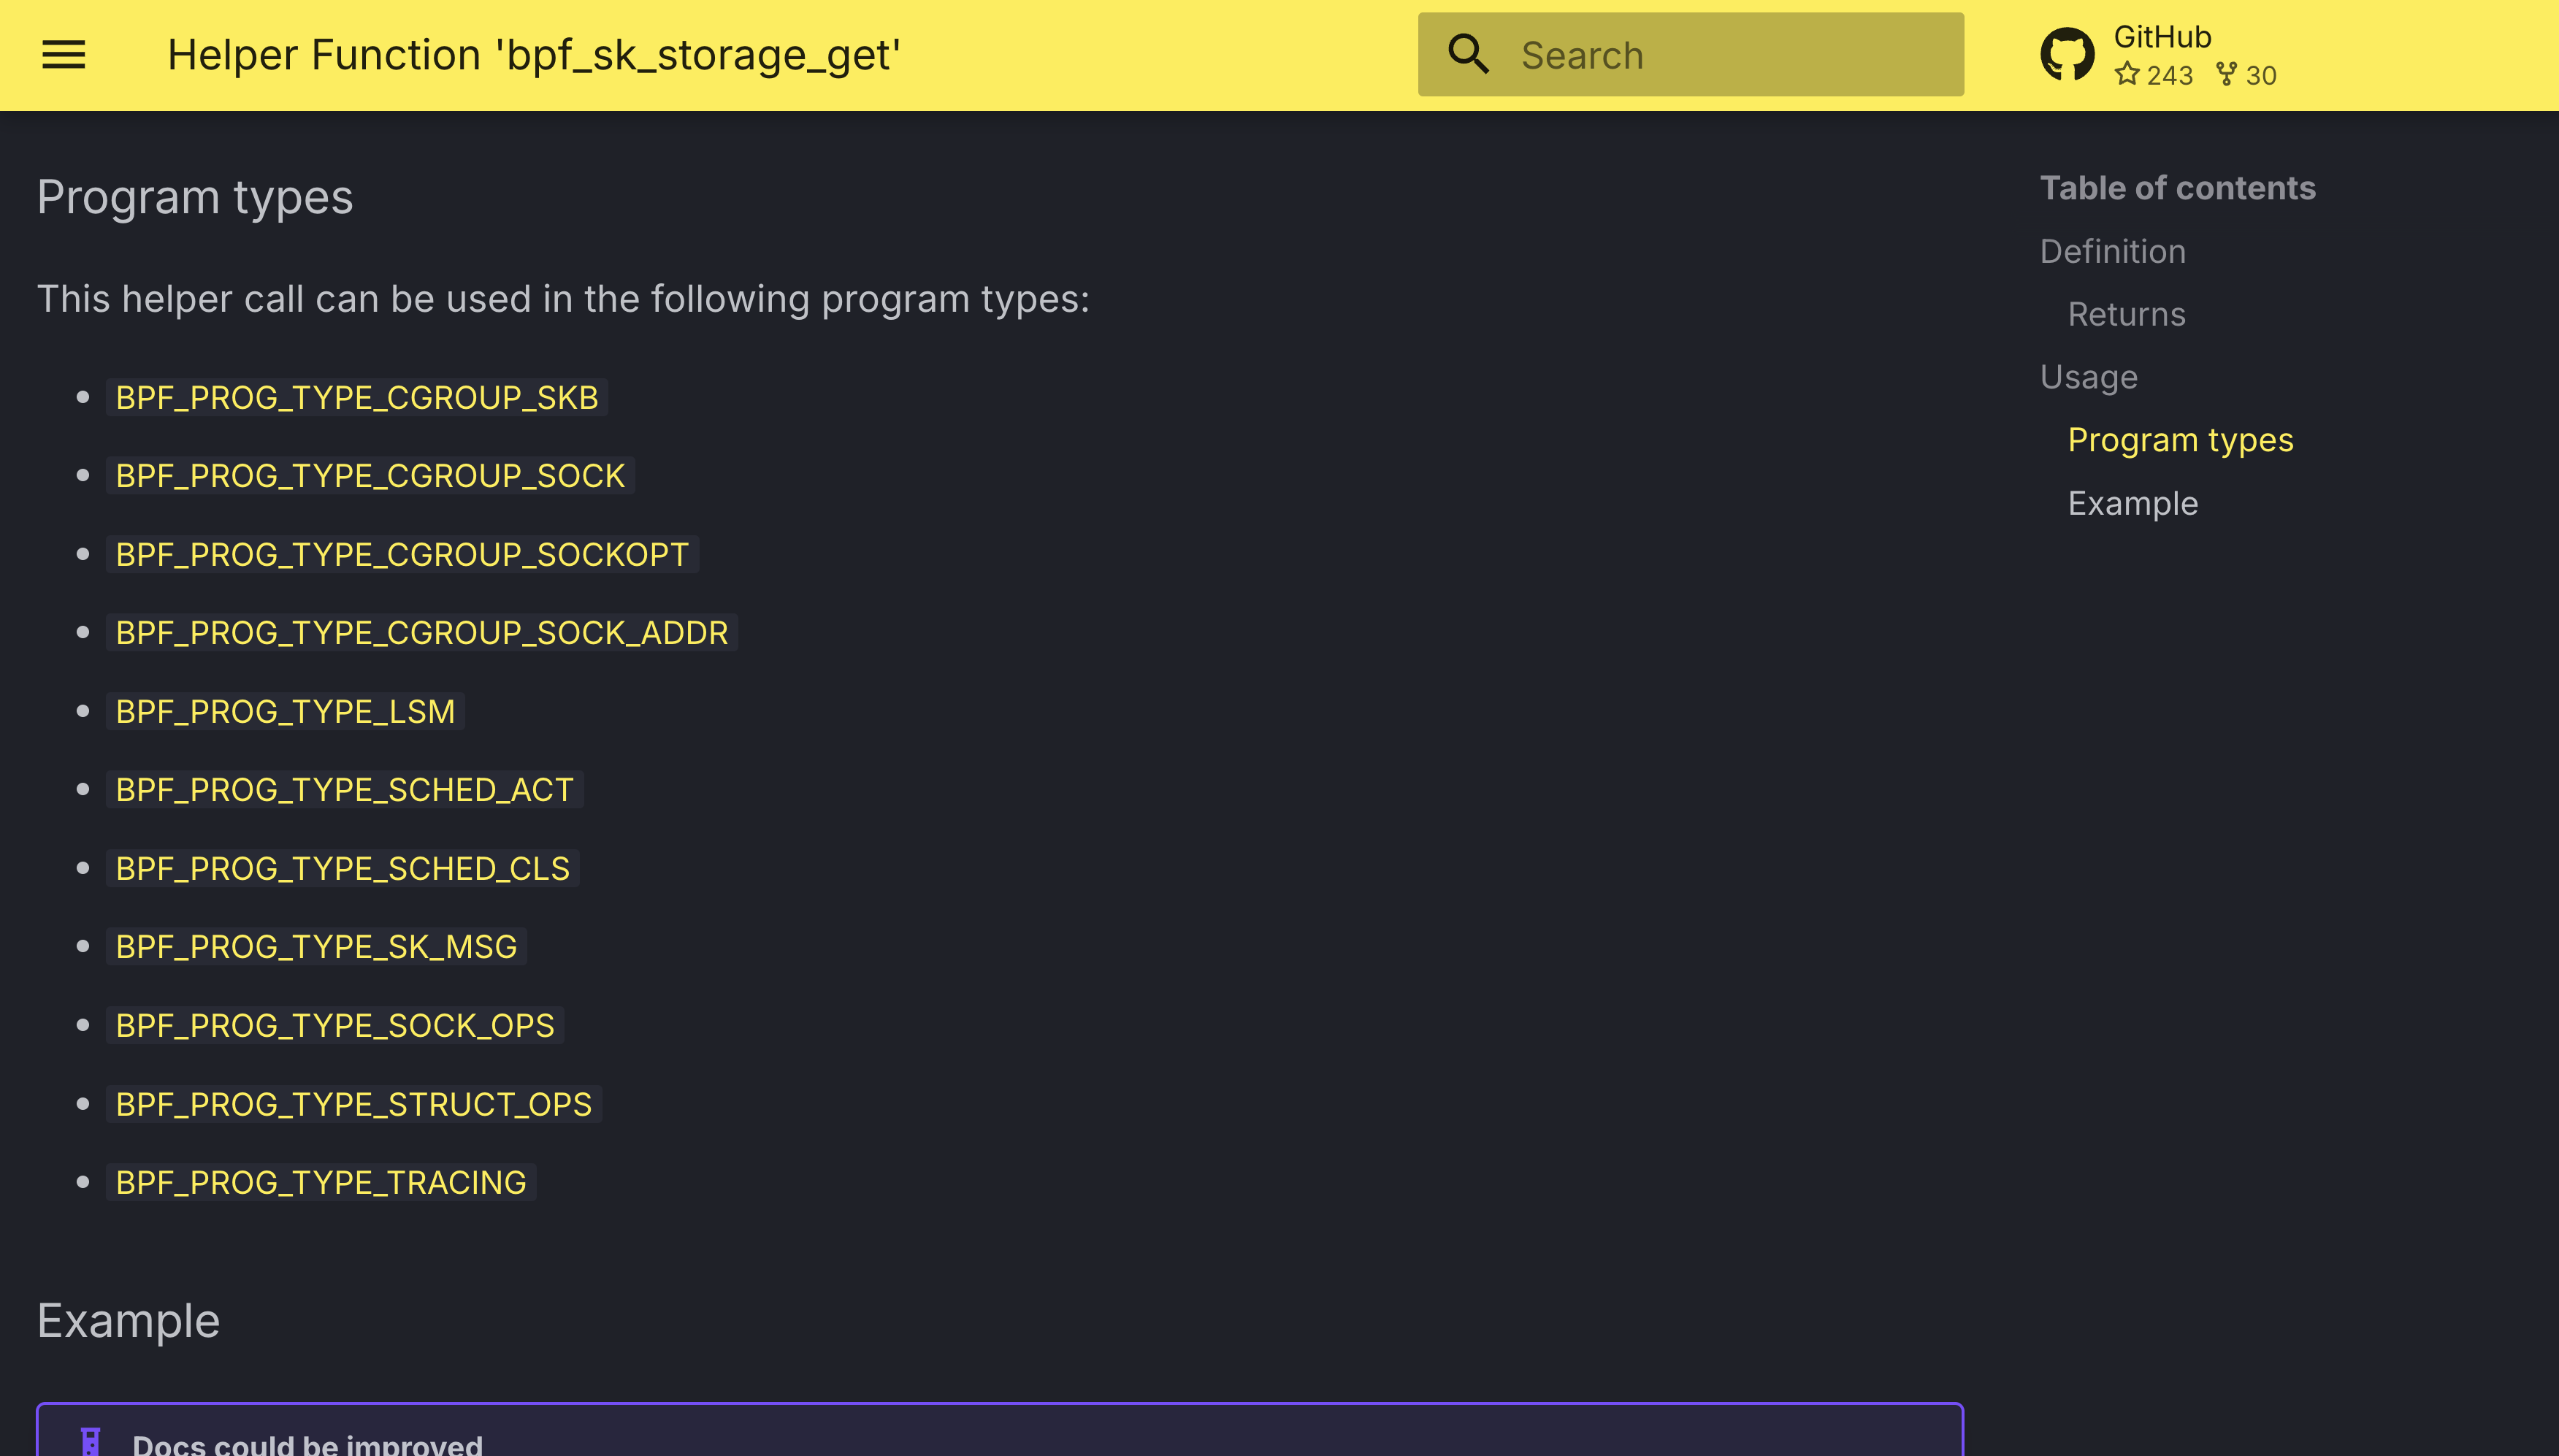 Helper Function 'bpf_sk_storage_get'
Search
GitHub
243 30
Program types
This helper call can be used in the following program types:
BPF_PROG_TYPE_CGROUP_SKB
BPF_PROG_TYPE_CGROUP_SOCK
BPF_PROG_TYPE_CGROUP_SOCKOPT
BPF_PROG_TYPE_CGROUP_SOCK_ADDR
BPF_PROG_TYPE_LSM
BPF_PROG_TYPE_SCHED_ACT
BPF_PROG_TYPE_SCHED_CLS
BPF_PROG_TYPE_SK_MSG
BPF_PROG_TYPE_SOCK_OPS
BPF_PROG_TYPE_STRUCT_OPS
BPF_PROG_TYPE_TRACING
Example
Docs could be improved
Table of contents
Definition
Returns
Usage
Program types
Example